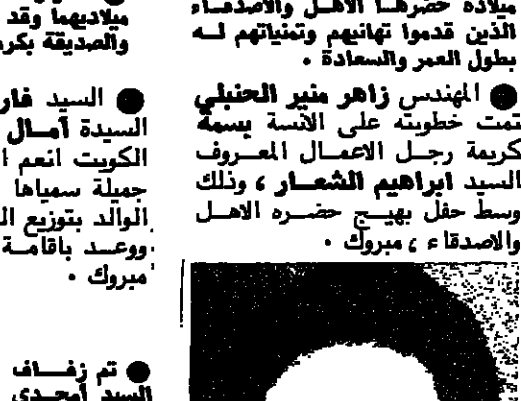 ميلاده حضرها الاهل والاصدقاء
الذين قدموا تهانيهم وتمنياتهم له
بطول العمر والسعادة .
● المهندس زاهر منير الحنبلي
تمت خطوبته على الانسة بسمة
كريمة رجل الاعمال المعروف
السيد ابراهيم الشعار ، وذلك
وسط حفل بهيج حضره الاهل
والاصدقاء ، مبروك .
ميلاديهما وقد
والصديقة بكر
● السيد فار
السيدة آمال
الكويت انعم ا
جميلة سمياها
الوالد بتوزيع ال
ووعد باقامة
مبروك .
● تم زفاف
السيد امجدي